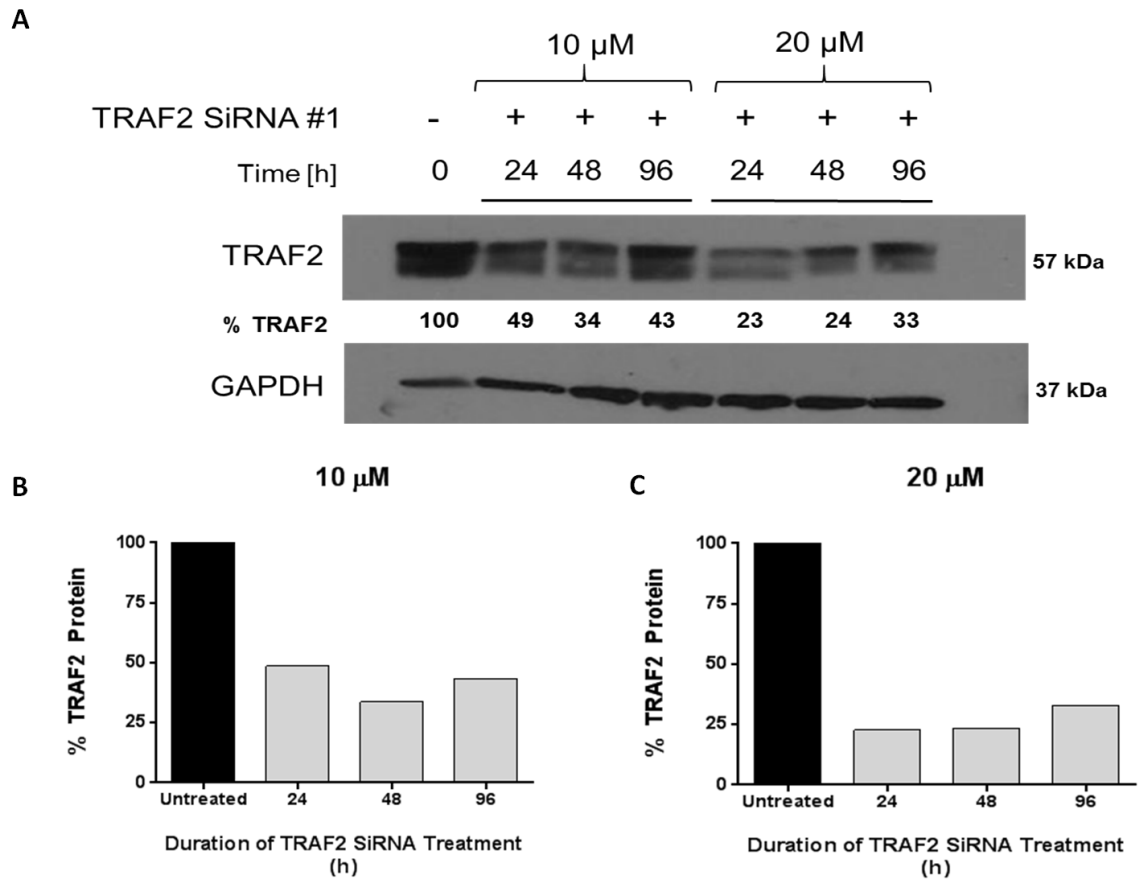 A
10 µM 20 µM
TRAF2 SiRNA #1 - + + + + + +
Time [h] 0 24 48 96 24 48 96
TRAF2 57 kDa
% TRAF2 100 49 34 43 23 24 33
GAPDH 37 kDa
B
10 µM
% TRAF2 Protein
100
75
50
25
0
Untreated 24 48 96
Duration of TRAF2 SiRNA Treatment
(h)
C
20 µM
% TRAF2 Protein
100
75
50
25
0
Untreated 24 48 96
Duration of TRAF2 SiRNA Treatment
(h)